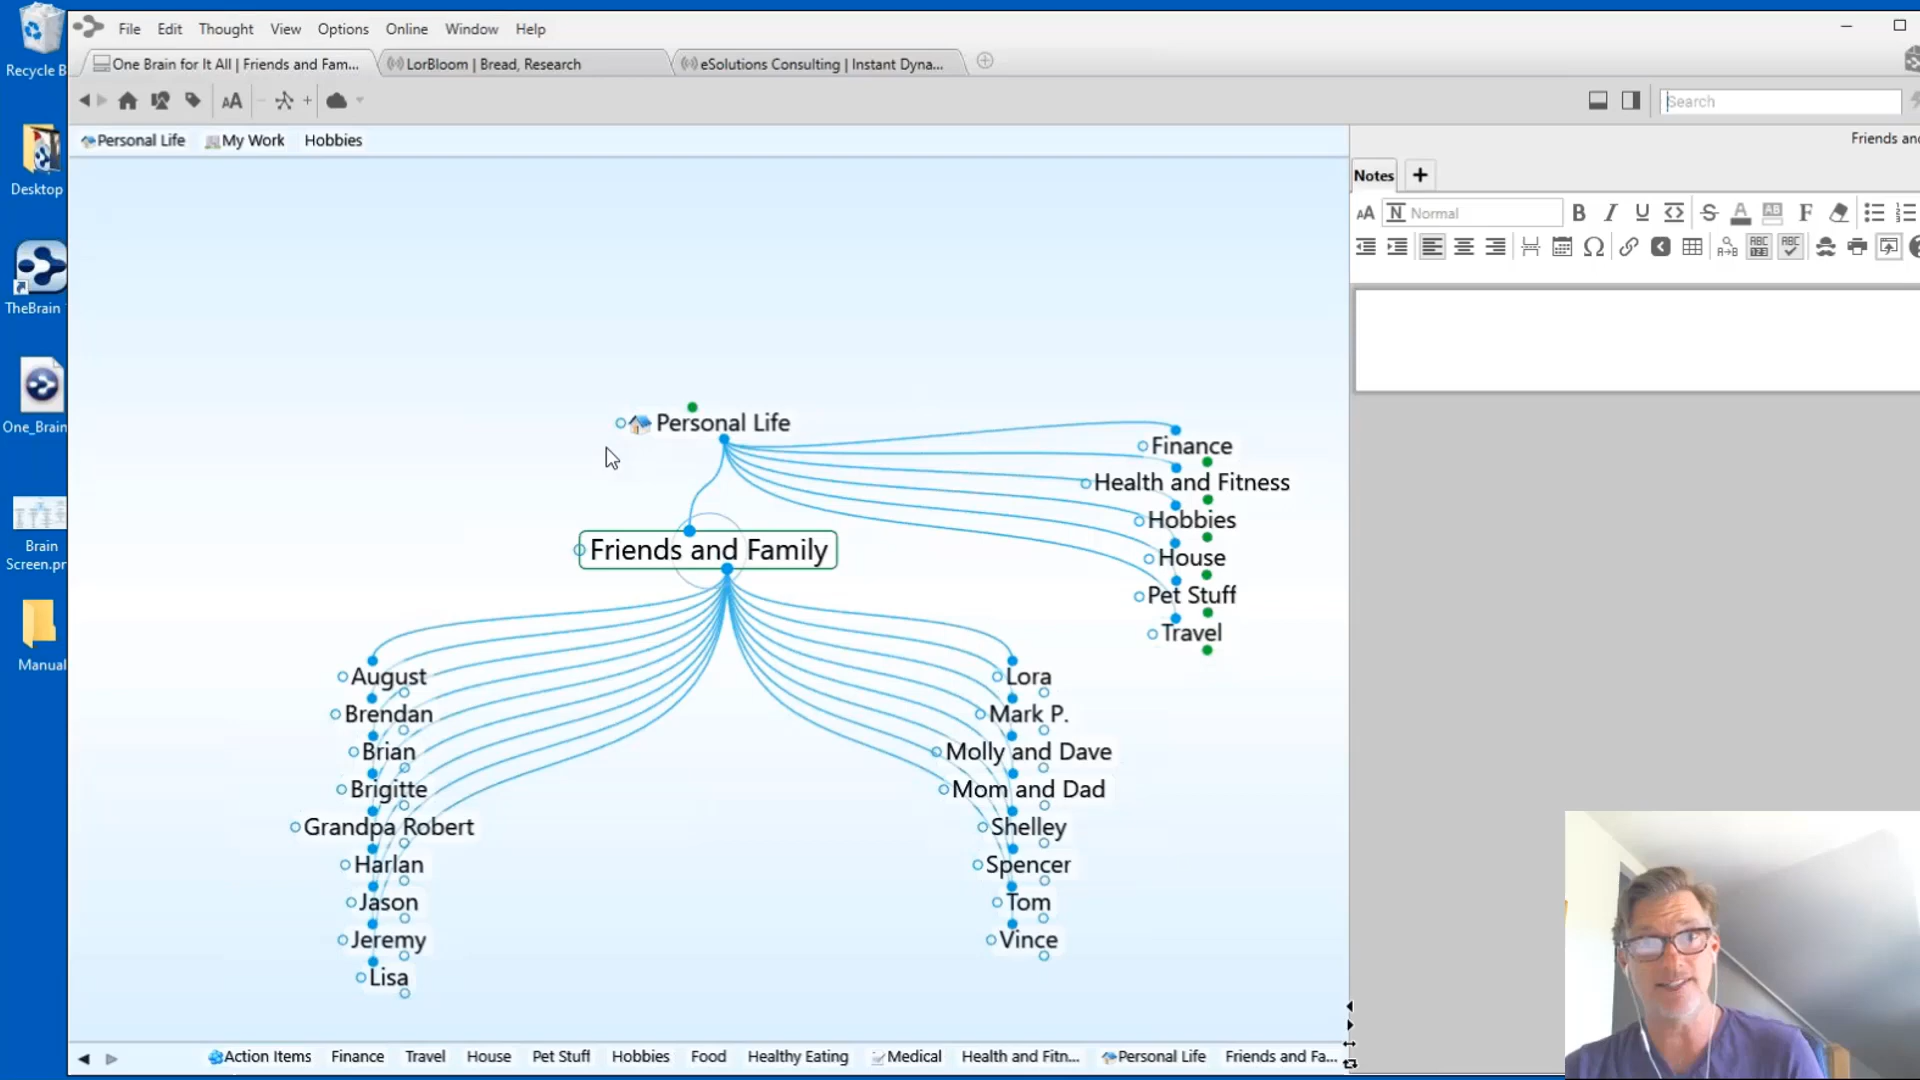 File Edit Thought View Options Online Window Help
One Brain for It All | Friends and Fam...
LorBloom | Bread, Research
eSolutions Consulting | Instant Dyna...
Search
Personal Life My Work Hobbies
Friends and
Notes
Normal
Recycle B
Desktop
TheBrain
One_Brain
Brain
Screen.pr
Manual
Personal Life
Finance
Health and Fitness
Hobbies
House
Pet Stuff
Travel
Friends and Family
August
Brendan
Brian
Brigitte
Grandpa Robert
Harlan
Jason
Jeremy
Lisa
Lora
Mark P.
Molly and Dave
Mom and Dad
Shelley
Spencer
Tom
Vince
Action Items Finance Travel House Pet Stuff Hobbies Food Healthy Eating Medical Health and Fitn... Personal Life Friends and Fa...